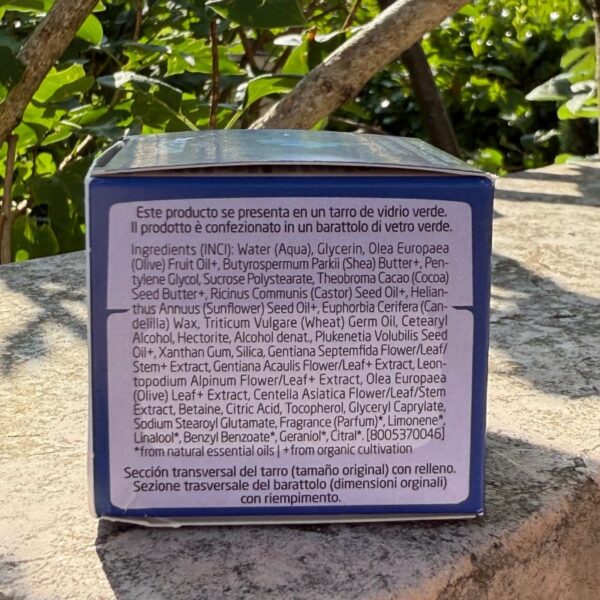 Este producto se presenta en un tarro de vidrio verde.
Il prodotto è confezionato in un barattolo di vetro verde.
Ingredients (INCI): Water (Aqua), Glycerin, Olea Europaea
(Olive) Fruit Oil+, Butyrospermum Parkii (Shea) Butter+, Pen-
tylene Glycol, Sucrose Polystearate, Theobroma Cacao (Cocoa)
Seed Butter+, Ricinus Communis (Castor) Seed Oil+, Helian-
thus Annuus (Sunflower) Seed Oil+, Euphorbia Cerifera (Can-
delilla) Wax, Triticum Vulgare (Wheat) Germ Oil, Cetearyl
Alcohol, Hectorite, Alcohol denat., Plukenetia Volubilis Seed
Oil+, Xanthan Gum, Silica, Gentiana Septemfida Flower/Leaf/
Stem+ Extract, Gentiana Acaulis Flower/Leaf+ Extract, Leon-
topodium Alpinum Flower/Leaf+ Extract, Olea Europaea
(Olive) Leaf+ Extract, Centella Asiatica Flower/Leaf/Stem
Extract, Betaine, Citric Acid, Tocopherol, Glyceryl Caprylate,
Sodium Stearoyl Glutamate, Fragrance (Parfum)*, Limonene*,
Linalool*, Benzyl Benzoate*, Geraniol*, Citral*. [8005370046]
*from natural essential oils | +from organic cultivation
Sección transversal del tarro (tamaño original) con relleno.
Sezione trasversale del barattolo (dimensioni orginali)
con riempimento.